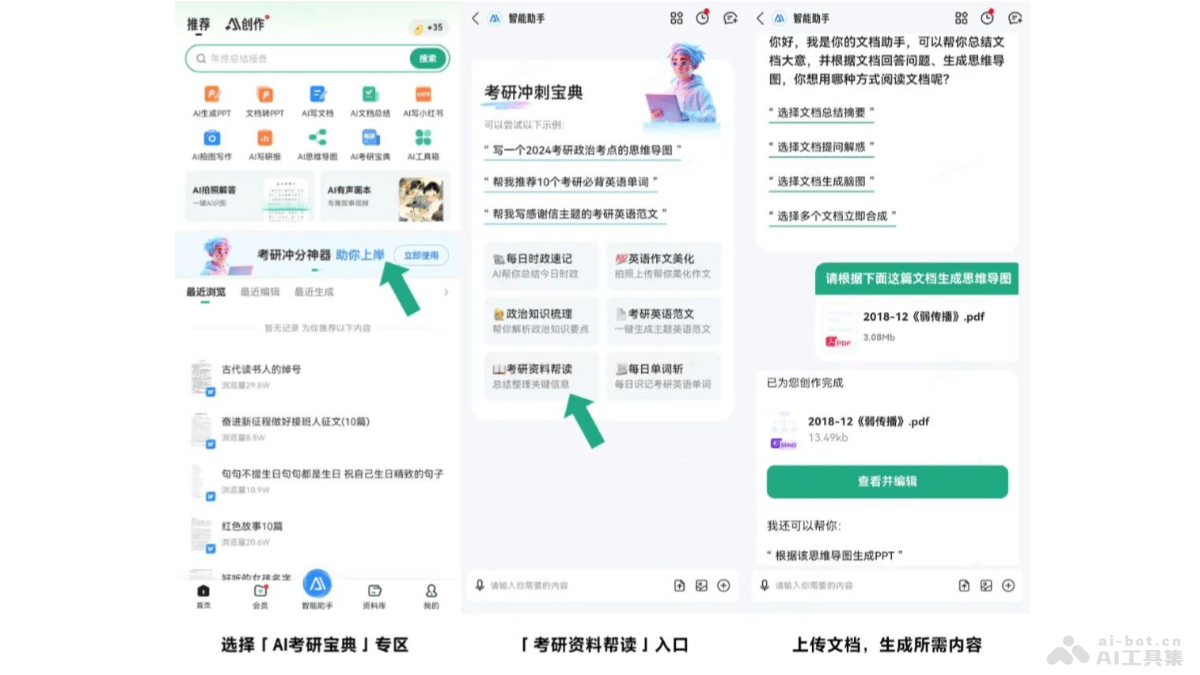 推荐
AI创作
+35
年终总结报告
搜索
AI生成PPT
文档转PPT
AI写文档
AI文档总结
AI写小红书
AI拍图写作
AI写研报
AI思维导图
AI考研宝典
AI工具箱
AI拍照解答
一键AI识图
AI有声画本
专属故事视频
考研冲分神器 助你上岸
立即使用
最近浏览
最近编辑
最近生成
暂无记录 为你推荐以下内容
古代读书人的绰号
浏览量29.8W
奋进新征程做好接班人征文(10篇)
浏览量8.8W
句句不提生日句句都是生日 祝自己生日精致的句子
浏览量10.9W
红色故事10篇
浏览量20.6W
好听的女孩名字
首页
会员
智能助手
资料库
我的
选择「AI考研宝典」专区
智能助手
考研冲刺宝典
可以尝试以下示例：
“ 写一个2024考研政治考点的思维导图 ”
“ 帮我推荐10个考研必背英语单词 ”
“ 帮我写感谢信主题的考研英语范文 ”
每日时政速记
AI帮你总结今日时政
英语作文美化
拍照上传帮你美化作文
政治知识梳理
帮你解析政治知识要点
考研英语范文
一键生成主题英语范文
考研资料帮读
总结整理关键信息
每日单词斩
每日识记考研英语单词
请输入你需要的内容
「考研资料帮读」入口
智能助手
你好，我是你的文档助手，可以帮你总结文
档大意，并根据文档回答问题、生成思维导
图，你想用哪种方式阅读文档呢？
“ 选择文档总结摘要 ”
“ 选择文档提问解惑 ”
“ 选择文档生成脑图 ”
“ 选择多个文档立即合成 ”
请根据下面这篇文档生成思维导图
2018-12《弱传播》.pdf
3.08Mb
PDF
已为您创作完成
2018-12《弱传播》.pdf
13.49kb
MIND
查看并编辑
我还可以帮你：
“ 根据该思维导图生成PPT ”
请输入你需要的内容
上传文档，生成所需内容
ai-bot.cn
AI工具集